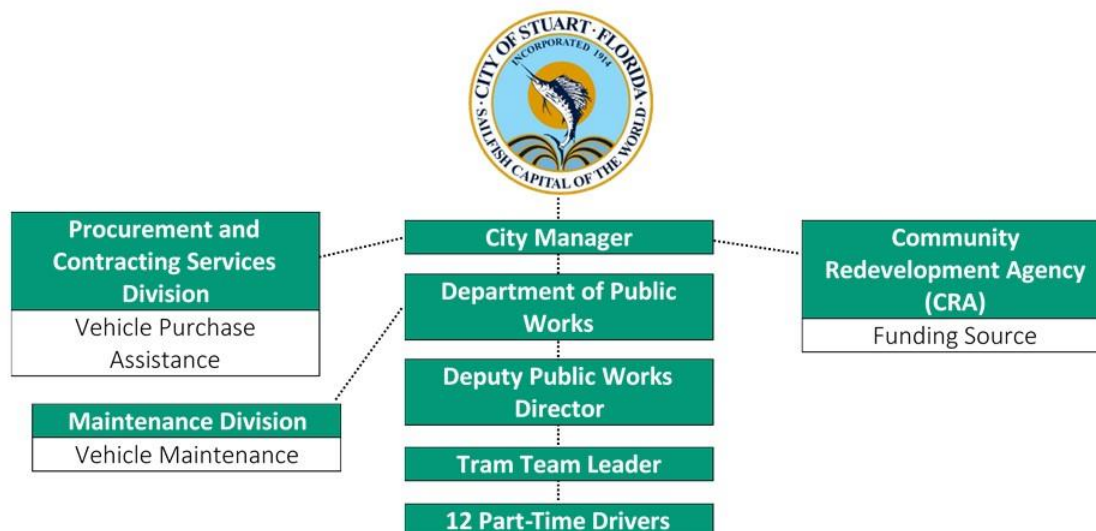 CITY OF STUART · FLORIDA
INCORPORATED 1914
· SAILFISH CAPITAL OF THE WORLD ·
Procurement and
Contracting Services
Division
Vehicle Purchase
Assistance
City Manager
Community
Redevelopment Agency
(CRA)
Funding Source
Department of Public
Works
Deputy Public Works
Director
Maintenance Division
Vehicle Maintenance
Tram Team Leader
12 Part-Time Drivers